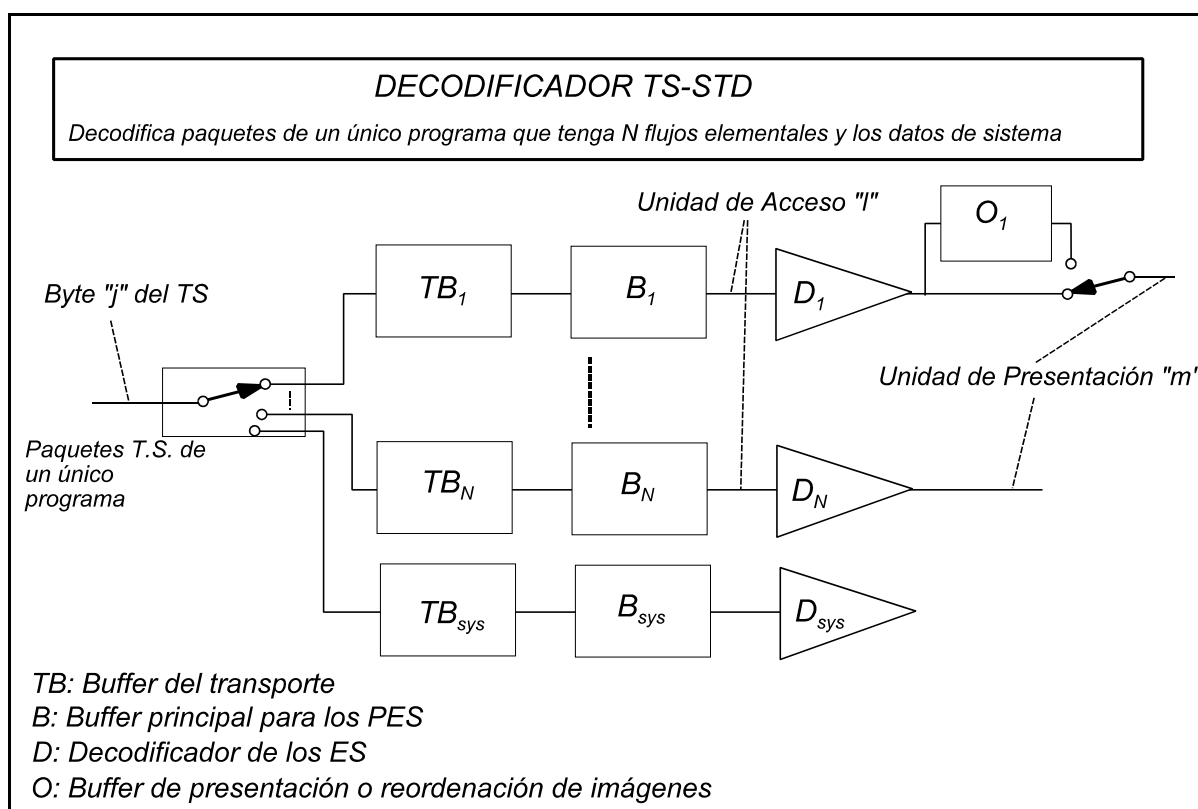 DECODIFICADOR TS-STD
Decodifica paquetes de un único programa que tenga N flujos elementales y los datos de sistema
Unidad de Acceso "l"
O1
Byte "j" del TS
TB1
B1
D1
Unidad de Presentación "m"
Paquetes T.S. de
un único
programa
TBN
BN
DN
TBsys
Bsys
Dsys
TB: Buffer del transporte
B: Buffer principal para los PES
D: Decodificador de los ES
O: Buffer de presentación o reordenación de imágenes